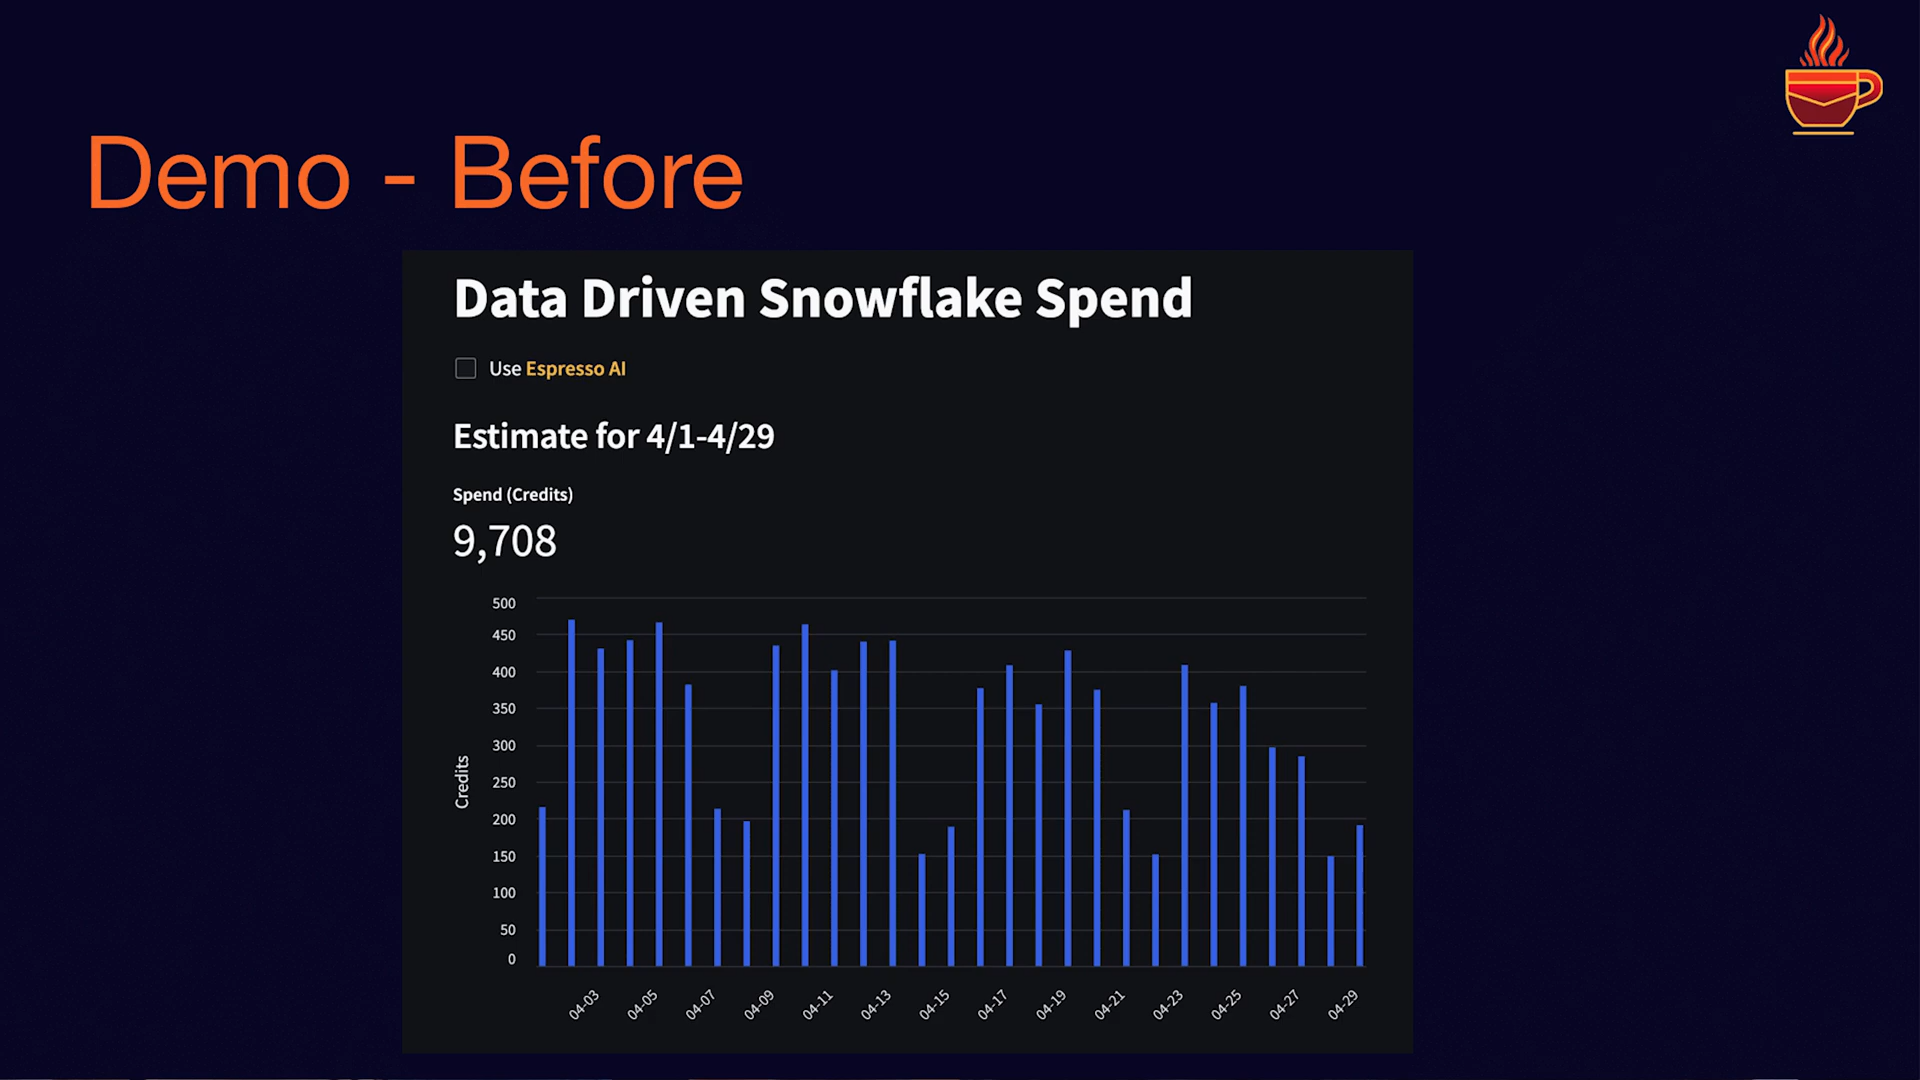 Demo - Before
Data Driven Snowflake Spend
Use Espresso AI
Estimate for 4/1-4/29
Spend (Credits)
9,708
500
450
400
350
300
250
200
150
100
50
0
Credits
04-03 04-05 04-07 04-09 04-11 04-13 04-15 04-17 04-19 04-21 04-23 04-25 04-27 04-29